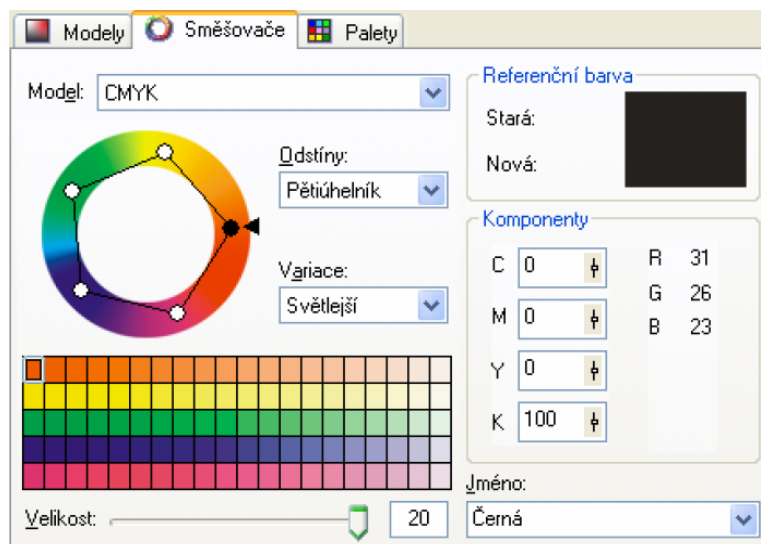 Modely Směšovače Palety
Model: CMYK
Odstíny:
Pětiúhelník
Variace:
Světlejší
Velikost: 20
Referenční barva
Stará:
Nová:
Komponenty
C 0 R 31
G 26
M 0 B 23
Y 0
K 100
Jméno:
Černá